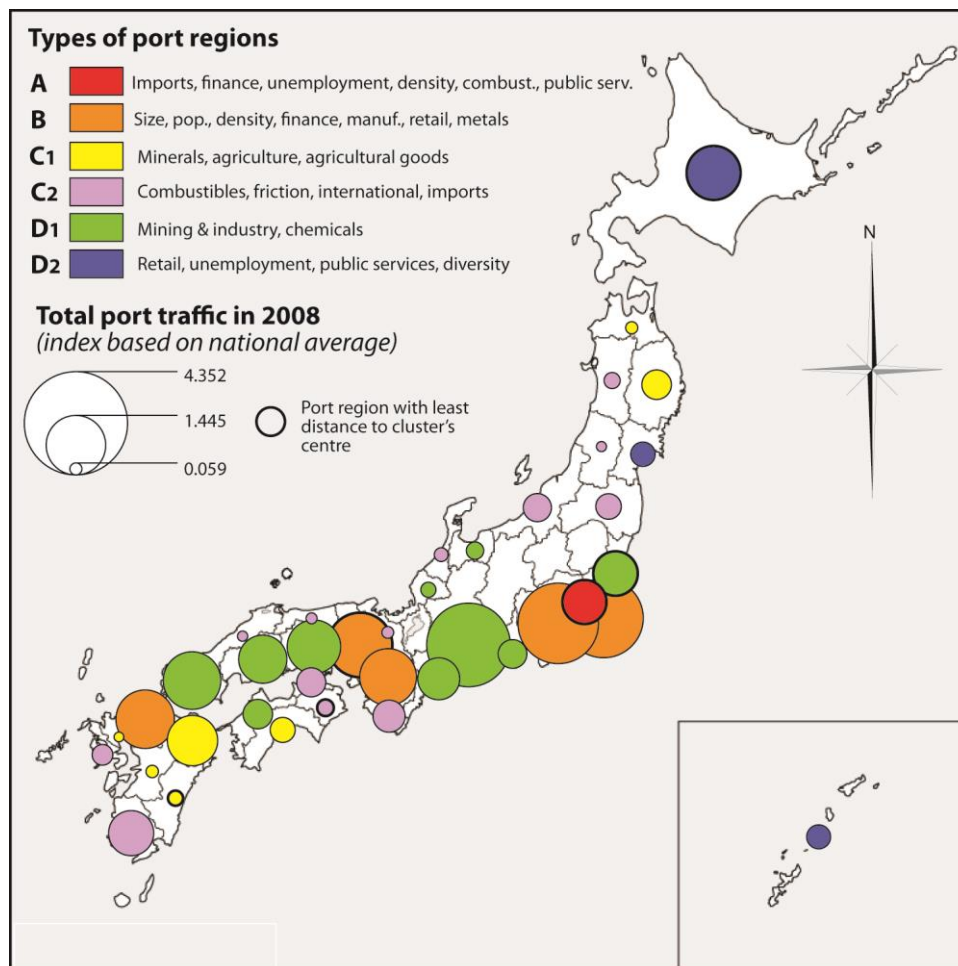 Types of port regions
A Imports, finance, unemployment, density, combust., public serv.
B Size, pop., density, finance, manuf., retail, metals
C1 Minerals, agriculture, agricultural goods
C2 Combustibles, friction, international, imports
D1 Mining & industry, chemicals
D2 Retail, unemployment, public services, diversity
Total port traffic in 2008
(index based on national average)
4.352
1.445
0.059
Port region with least
distance to cluster's
centre
N